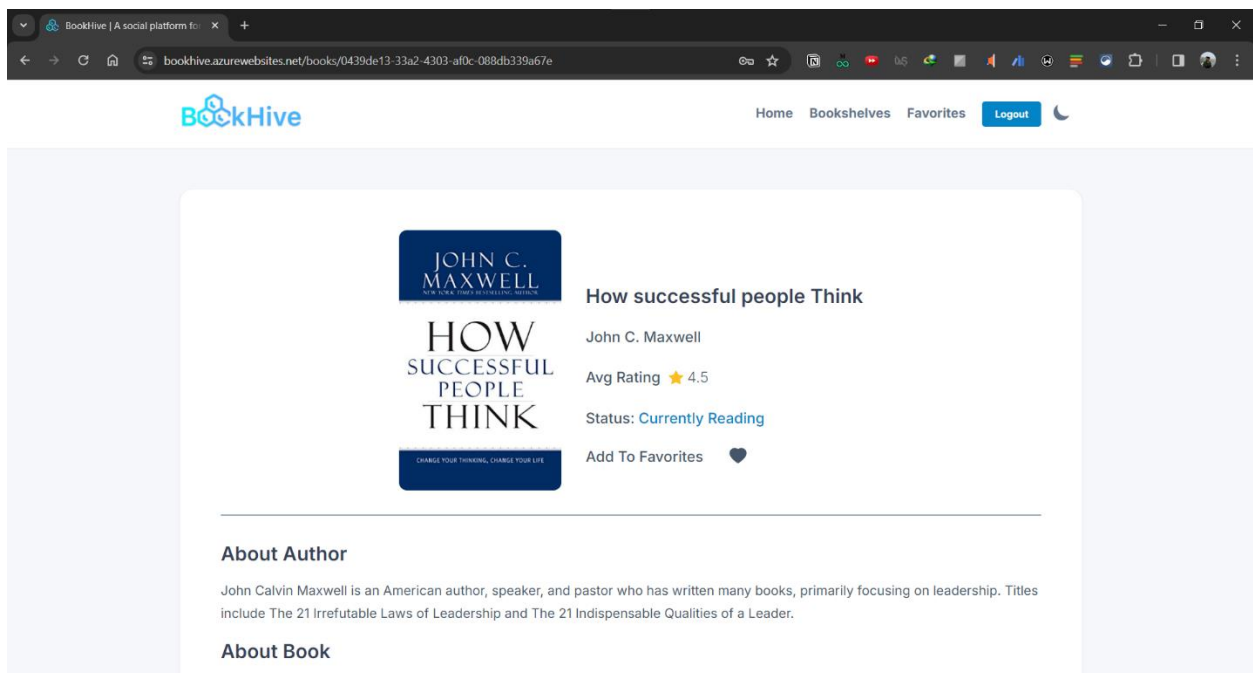 BookHive | A social platform for
bookhive.azurewebsites.net/books/0439de13-33a2-4303-af0c-088db339a67e
BookHive
Home Bookshelves Favorites Logout
JOHN C.
MAXWELL
NEW YORK TIMES BESTSELLING AUTHOR
HOW
SUCCESSFUL
PEOPLE
THINK
CHANGE YOUR THINKING, CHANGE YOUR LIFE
How successful people Think
John C. Maxwell
Avg Rating 4.5
Status: Currently Reading
Add To Favorites
About Author
John Calvin Maxwell is an American author, speaker, and pastor who has written many books, primarily focusing on leadership. Titles
include The 21 Irrefutable Laws of Leadership and The 21 Indispensable Qualities of a Leader.
About Book